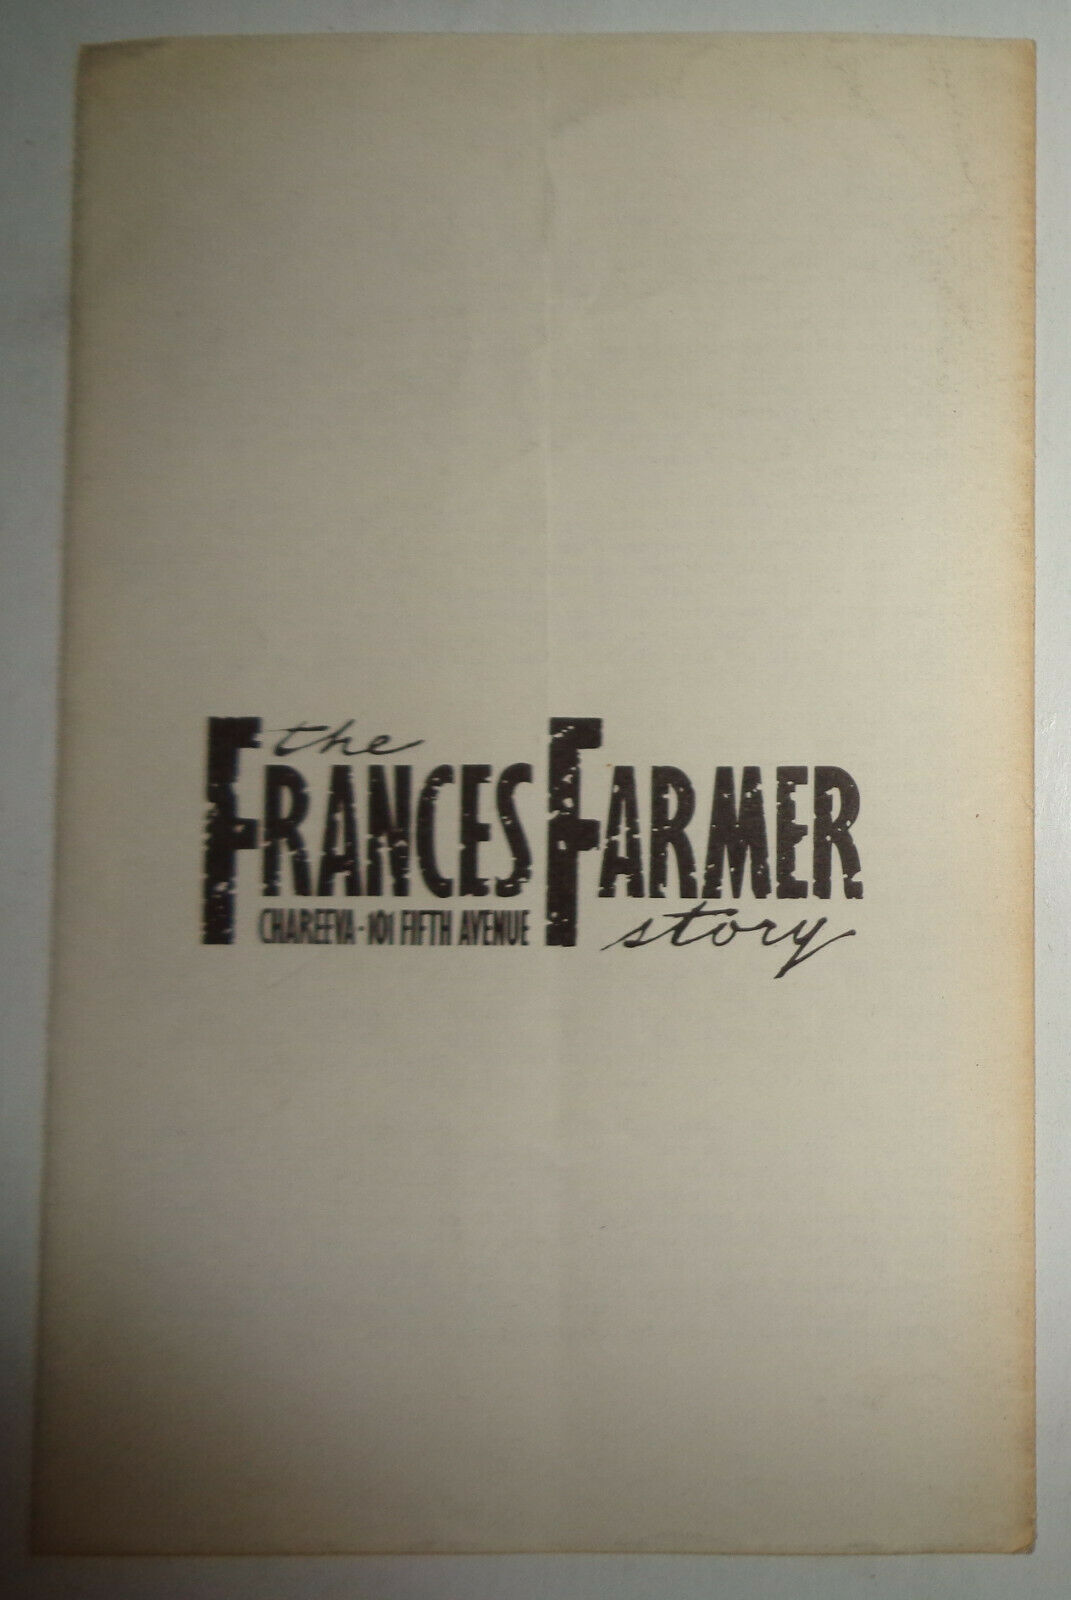 the
FRANCES FARMER
CHAREEVA - 101 FIFTH AVENUE
story